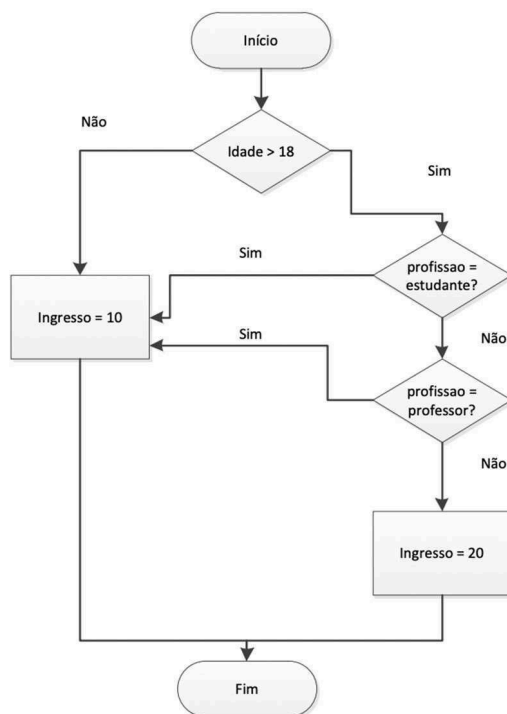 Início
Não
Idade > 18
Sim
Sim
profissao =
estudante?
Ingresso = 10
Sim
Não
profissao =
professor?
Não
Ingresso = 20
Fim